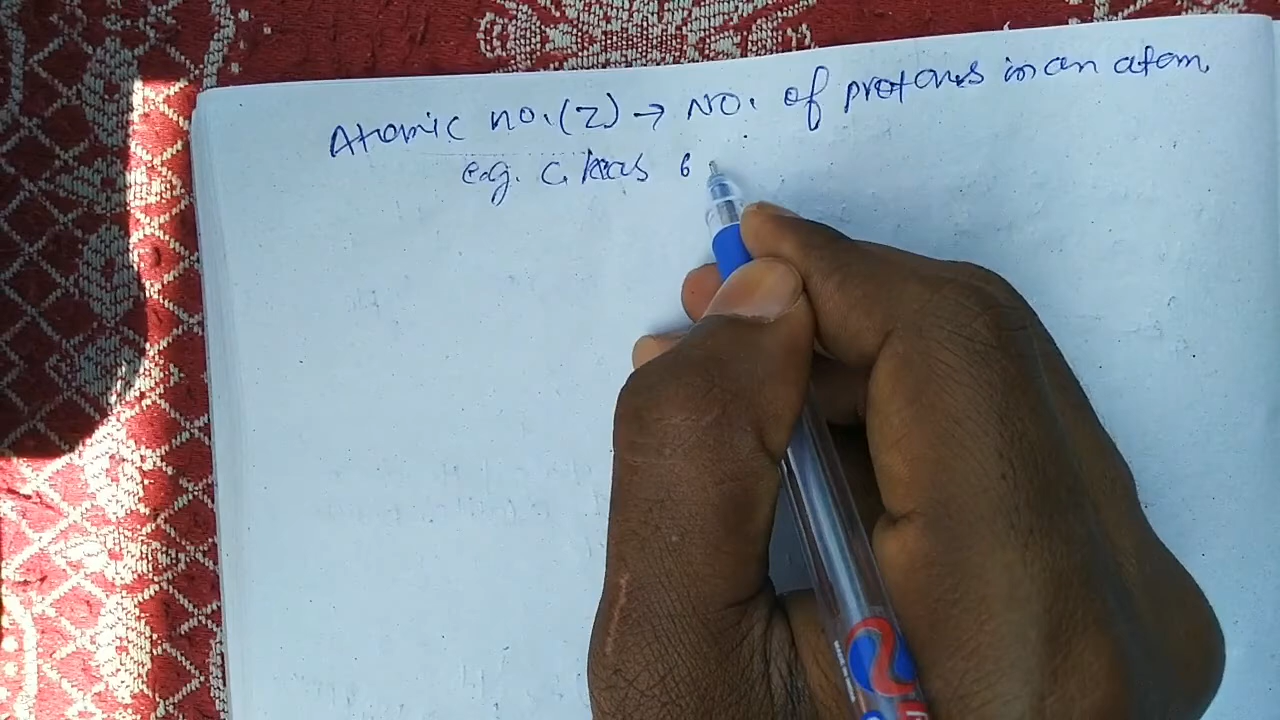 Atomic no. (Z) → NO. of protons in an atom.
e.g. C has 6